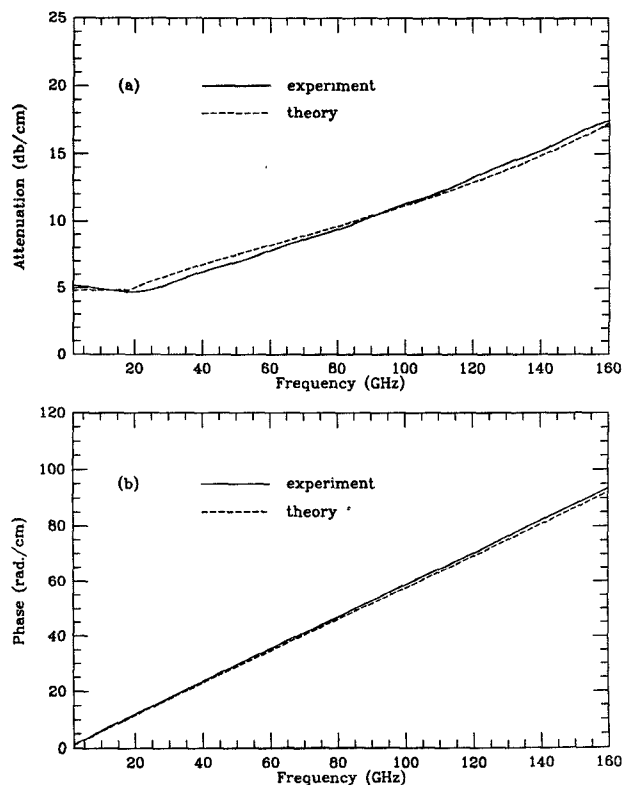 25
20
15
10
5
0
Attenuation (db/cm)
(a)
experiment
theory
20 40 60 80 100 120 140 160
Frequency (GHz)
120
100
80
60
40
20
0
Phase (rad./cm)
(b)
experiment
theory
20 40 60 80 100 120 140 160
Frequency (GHz)